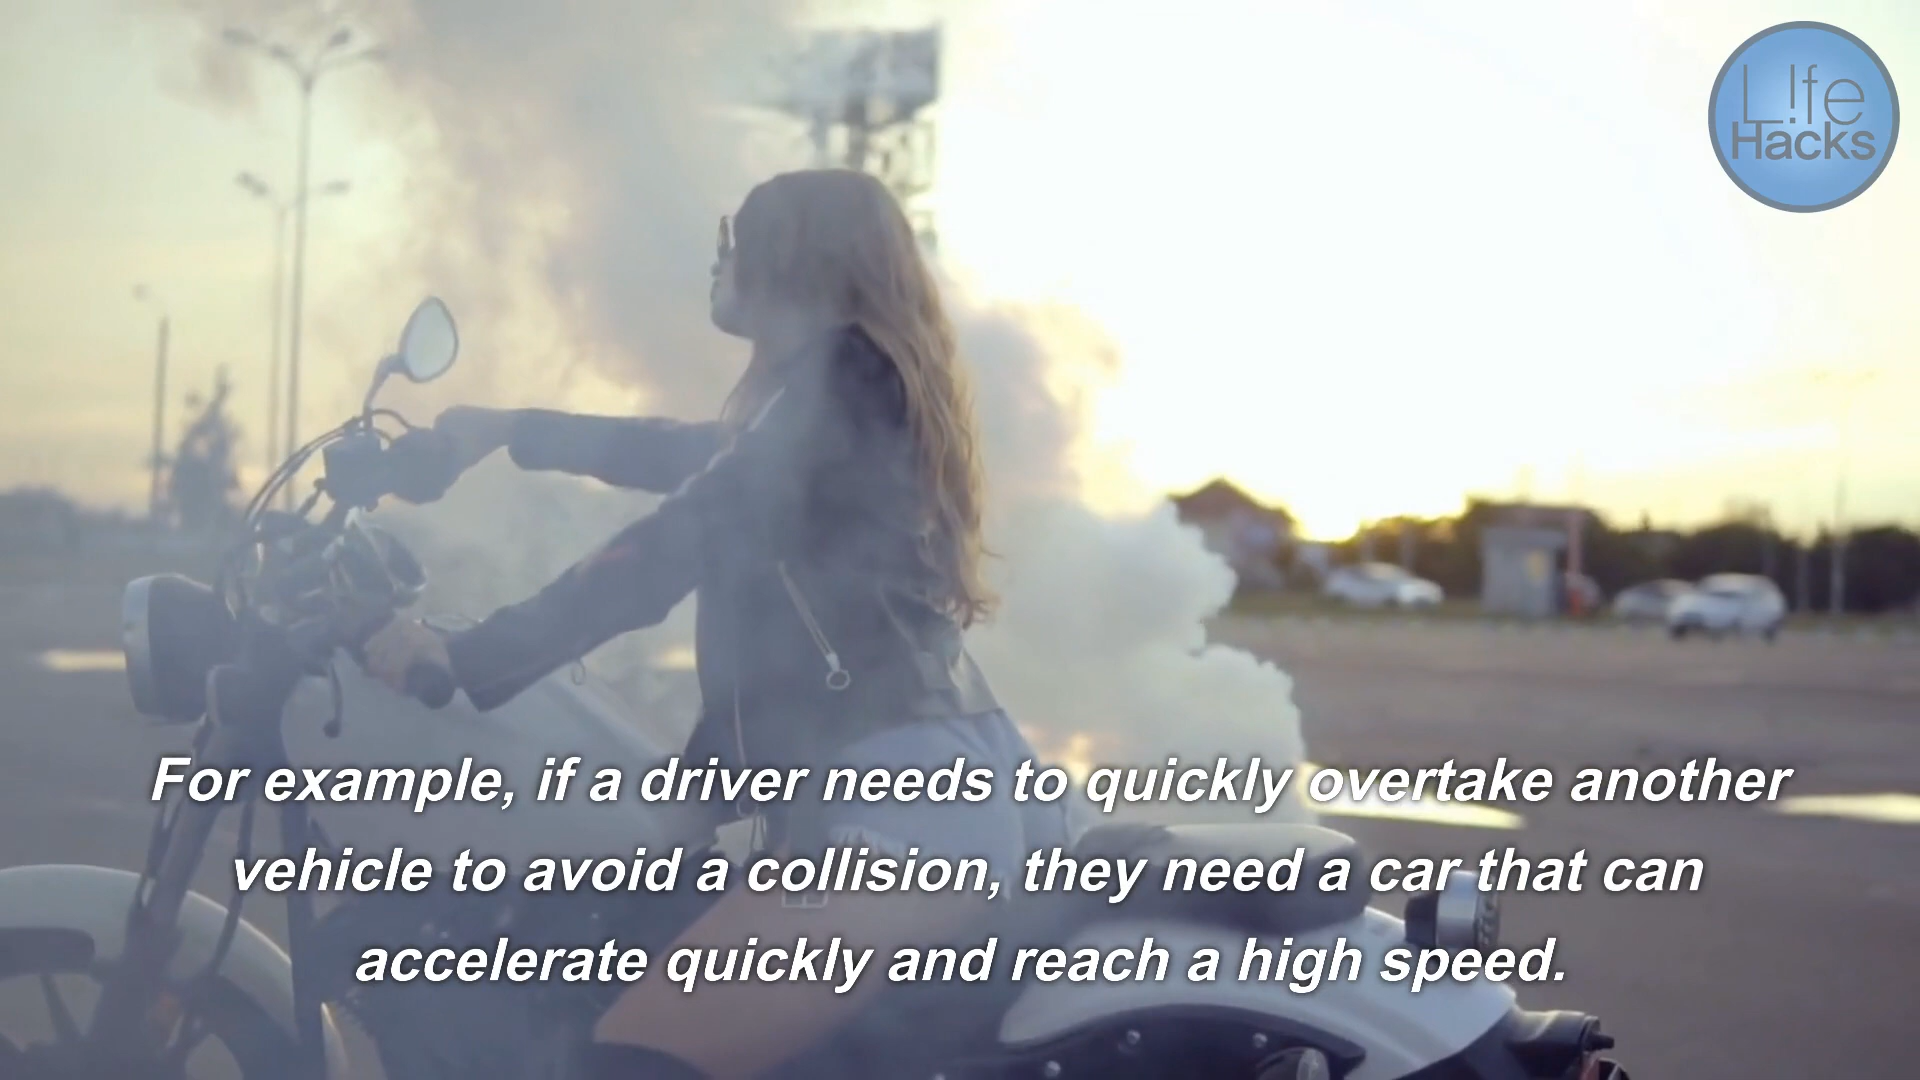 L!fe
Hacks
For example, if a driver needs to quickly overtake another
vehicle to avoid a collision, they need a car that can
accelerate quickly and reach a high speed.